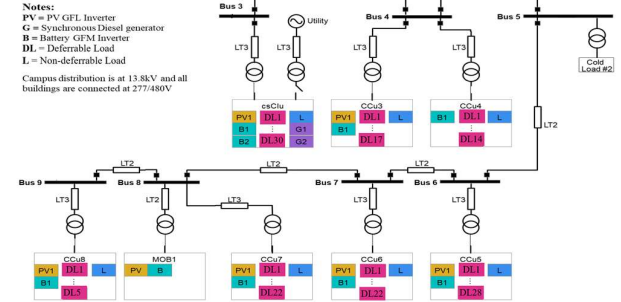 Notes:
PV = PV GFL Inverter
G = Synchronous Diesel generator
B = Battery GFM Inverter
DL = Deferrable Load
L = Non-deferrable Load
Campus distribution is at 13.8kV and all
buildings are connected at 277/480V
Bus 3
Utility
Bus 4
Bus 5
LT3
LT3
LT3
LT3
Cold
Load #2
csClu
PV1 DL1 L
B1 ⋮ G1
B2 DL30 G2
CCu3
PV1 DL1 L
B1 ⋮
DL17
CCu4
B1 DL1 L
⋮
DL14
LT2
LT2
LT2
LT2
Bus 9
Bus 8
Bus 7
Bus 6
LT3
LT2
LT3
LT3
LT3
CCu8
PV1 DL1 L
B1 ⋮
DL5
MOB1
PV B
CCu7
PV1 DL1 L
B1 ⋮
DL22
CCu6
PV1 DL1 L
B1 ⋮
DL22
CCu5
PV1 DL1 L
B1 ⋮
DL28